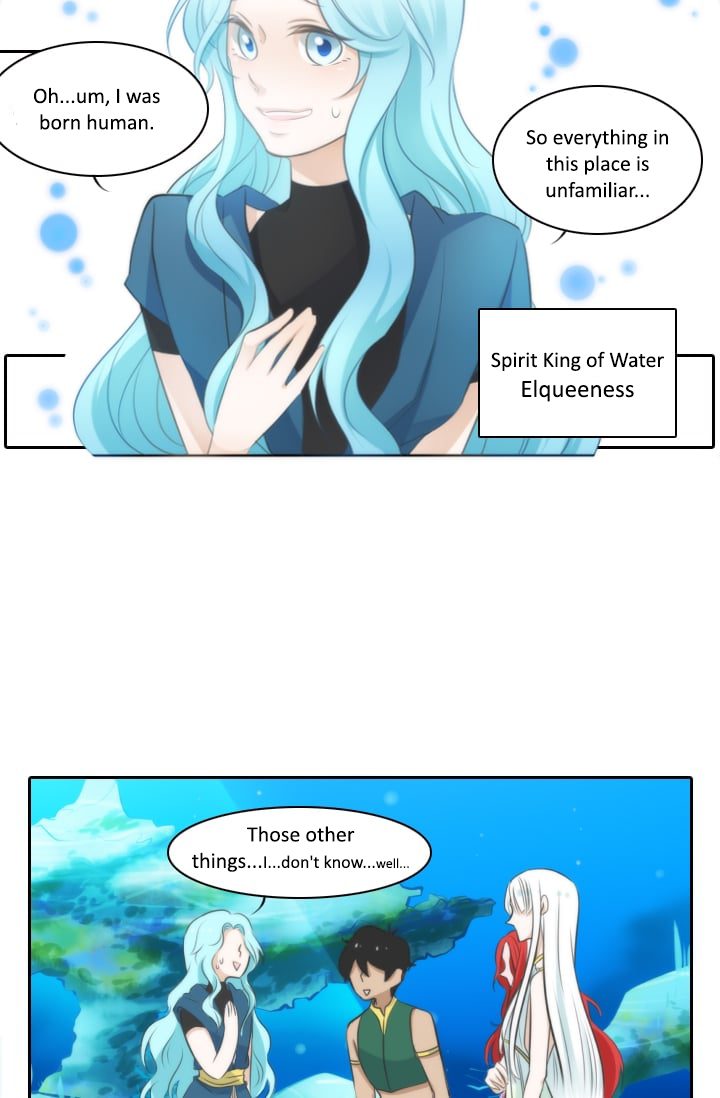 Oh...um, I was
born human.
So everything in
this place is
unfamiliar...
Spirit King of Water
Elqueeness
Those other
things...I...don't know...well...